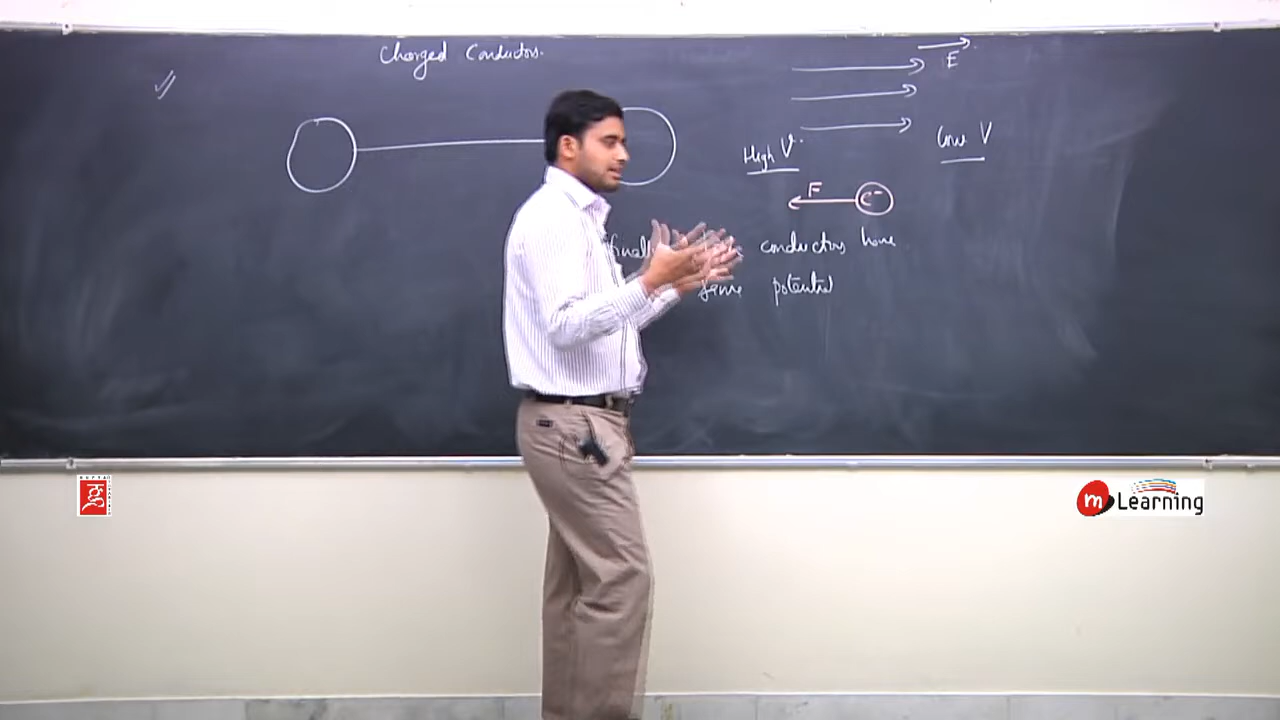 Charged Conductors.
E
High V
Low V
F
e-
finally conductors have
same potential
m Learning